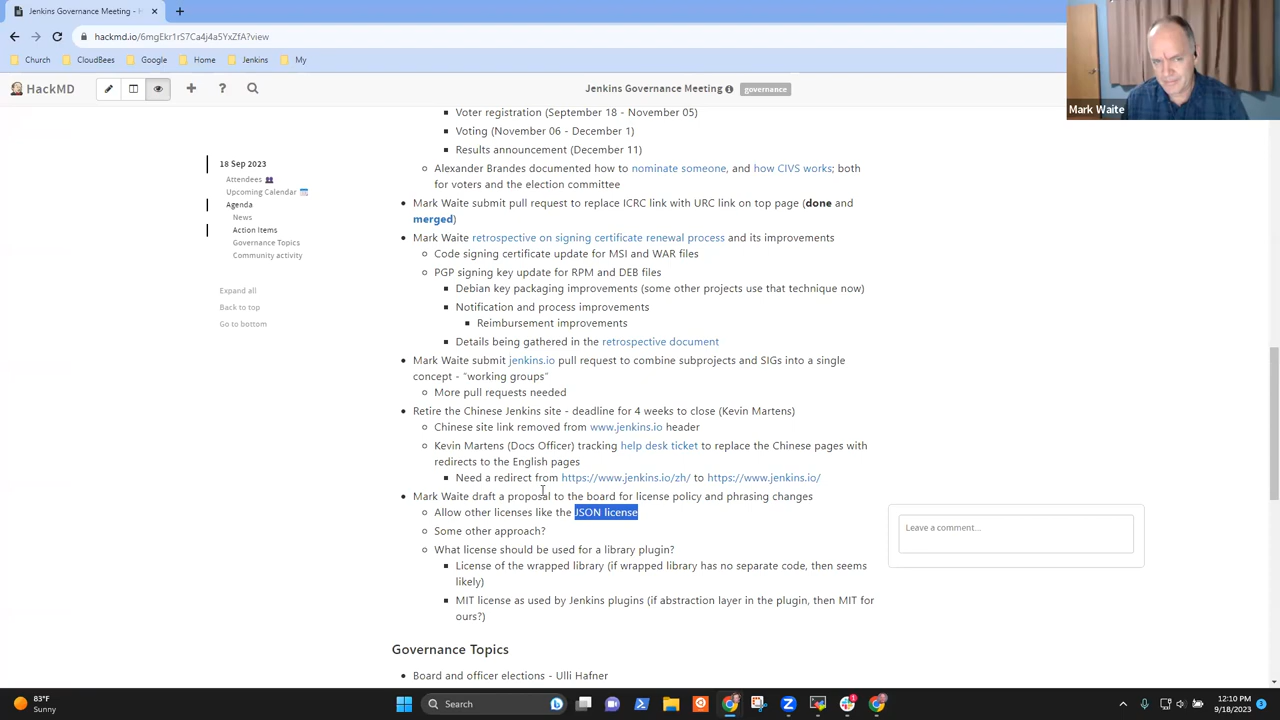 Jenkins Governance Meeting - H
hackmd.io/6mgEkr1rS7Ca4j4a5YxZfA?view
Church
CloudBees
Google
Home
Jenkins
My
HackMD
Jenkins Governance Meeting
governance
Mark Waite
18 Sep 2023
Attendees
Upcoming Calendar
Agenda
News
Action Items
Governance Topics
Community activity
Expand all
Back to top
Go to bottom
Voter registration (September 18 - November 05)
Voting (November 06 - December 1)
Results announcement (December 11)
Alexander Brandes documented how to nominate someone, and how CIVS works; both
for voters and the election committee
Mark Waite submit pull request to replace ICRC link with URC link on top page (done and
merged)
Mark Waite retrospective on signing certificate renewal process and its improvements
Code signing certificate update for MSI and WAR files
PGP signing key update for RPM and DEB files
Debian key packaging improvements (some other projects use that technique now)
Notification and process improvements
Reimbursement improvements
Details being gathered in the retrospective document
Mark Waite submit jenkins.io pull request to combine subprojects and SIGs into a single
concept - "working groups"
More pull requests needed
Retire the Chinese Jenkins site - deadline for 4 weeks to close (Kevin Martens)
Chinese site link removed from www.jenkins.io header
Kevin Martens (Docs Officer) tracking help desk ticket to replace the Chinese pages with
redirects to the English pages
Need a redirect from https://www.jenkins.io/zh/ to https://www.jenkins.io/
Mark Waite draft a proposal to the board for license policy and phrasing changes
Allow other licenses like the JSON license
Some other approach?
What license should be used for a library plugin?
License of the wrapped library (if wrapped library has no separate code, then seems
likely)
MIT license as used by Jenkins plugins (if abstraction layer in the plugin, then MIT for
ours?)
Governance Topics
Board and officer elections - Ulli Hafner
Leave a comment...
83°F
Sunny
Search
12:10 PM
9/18/2023